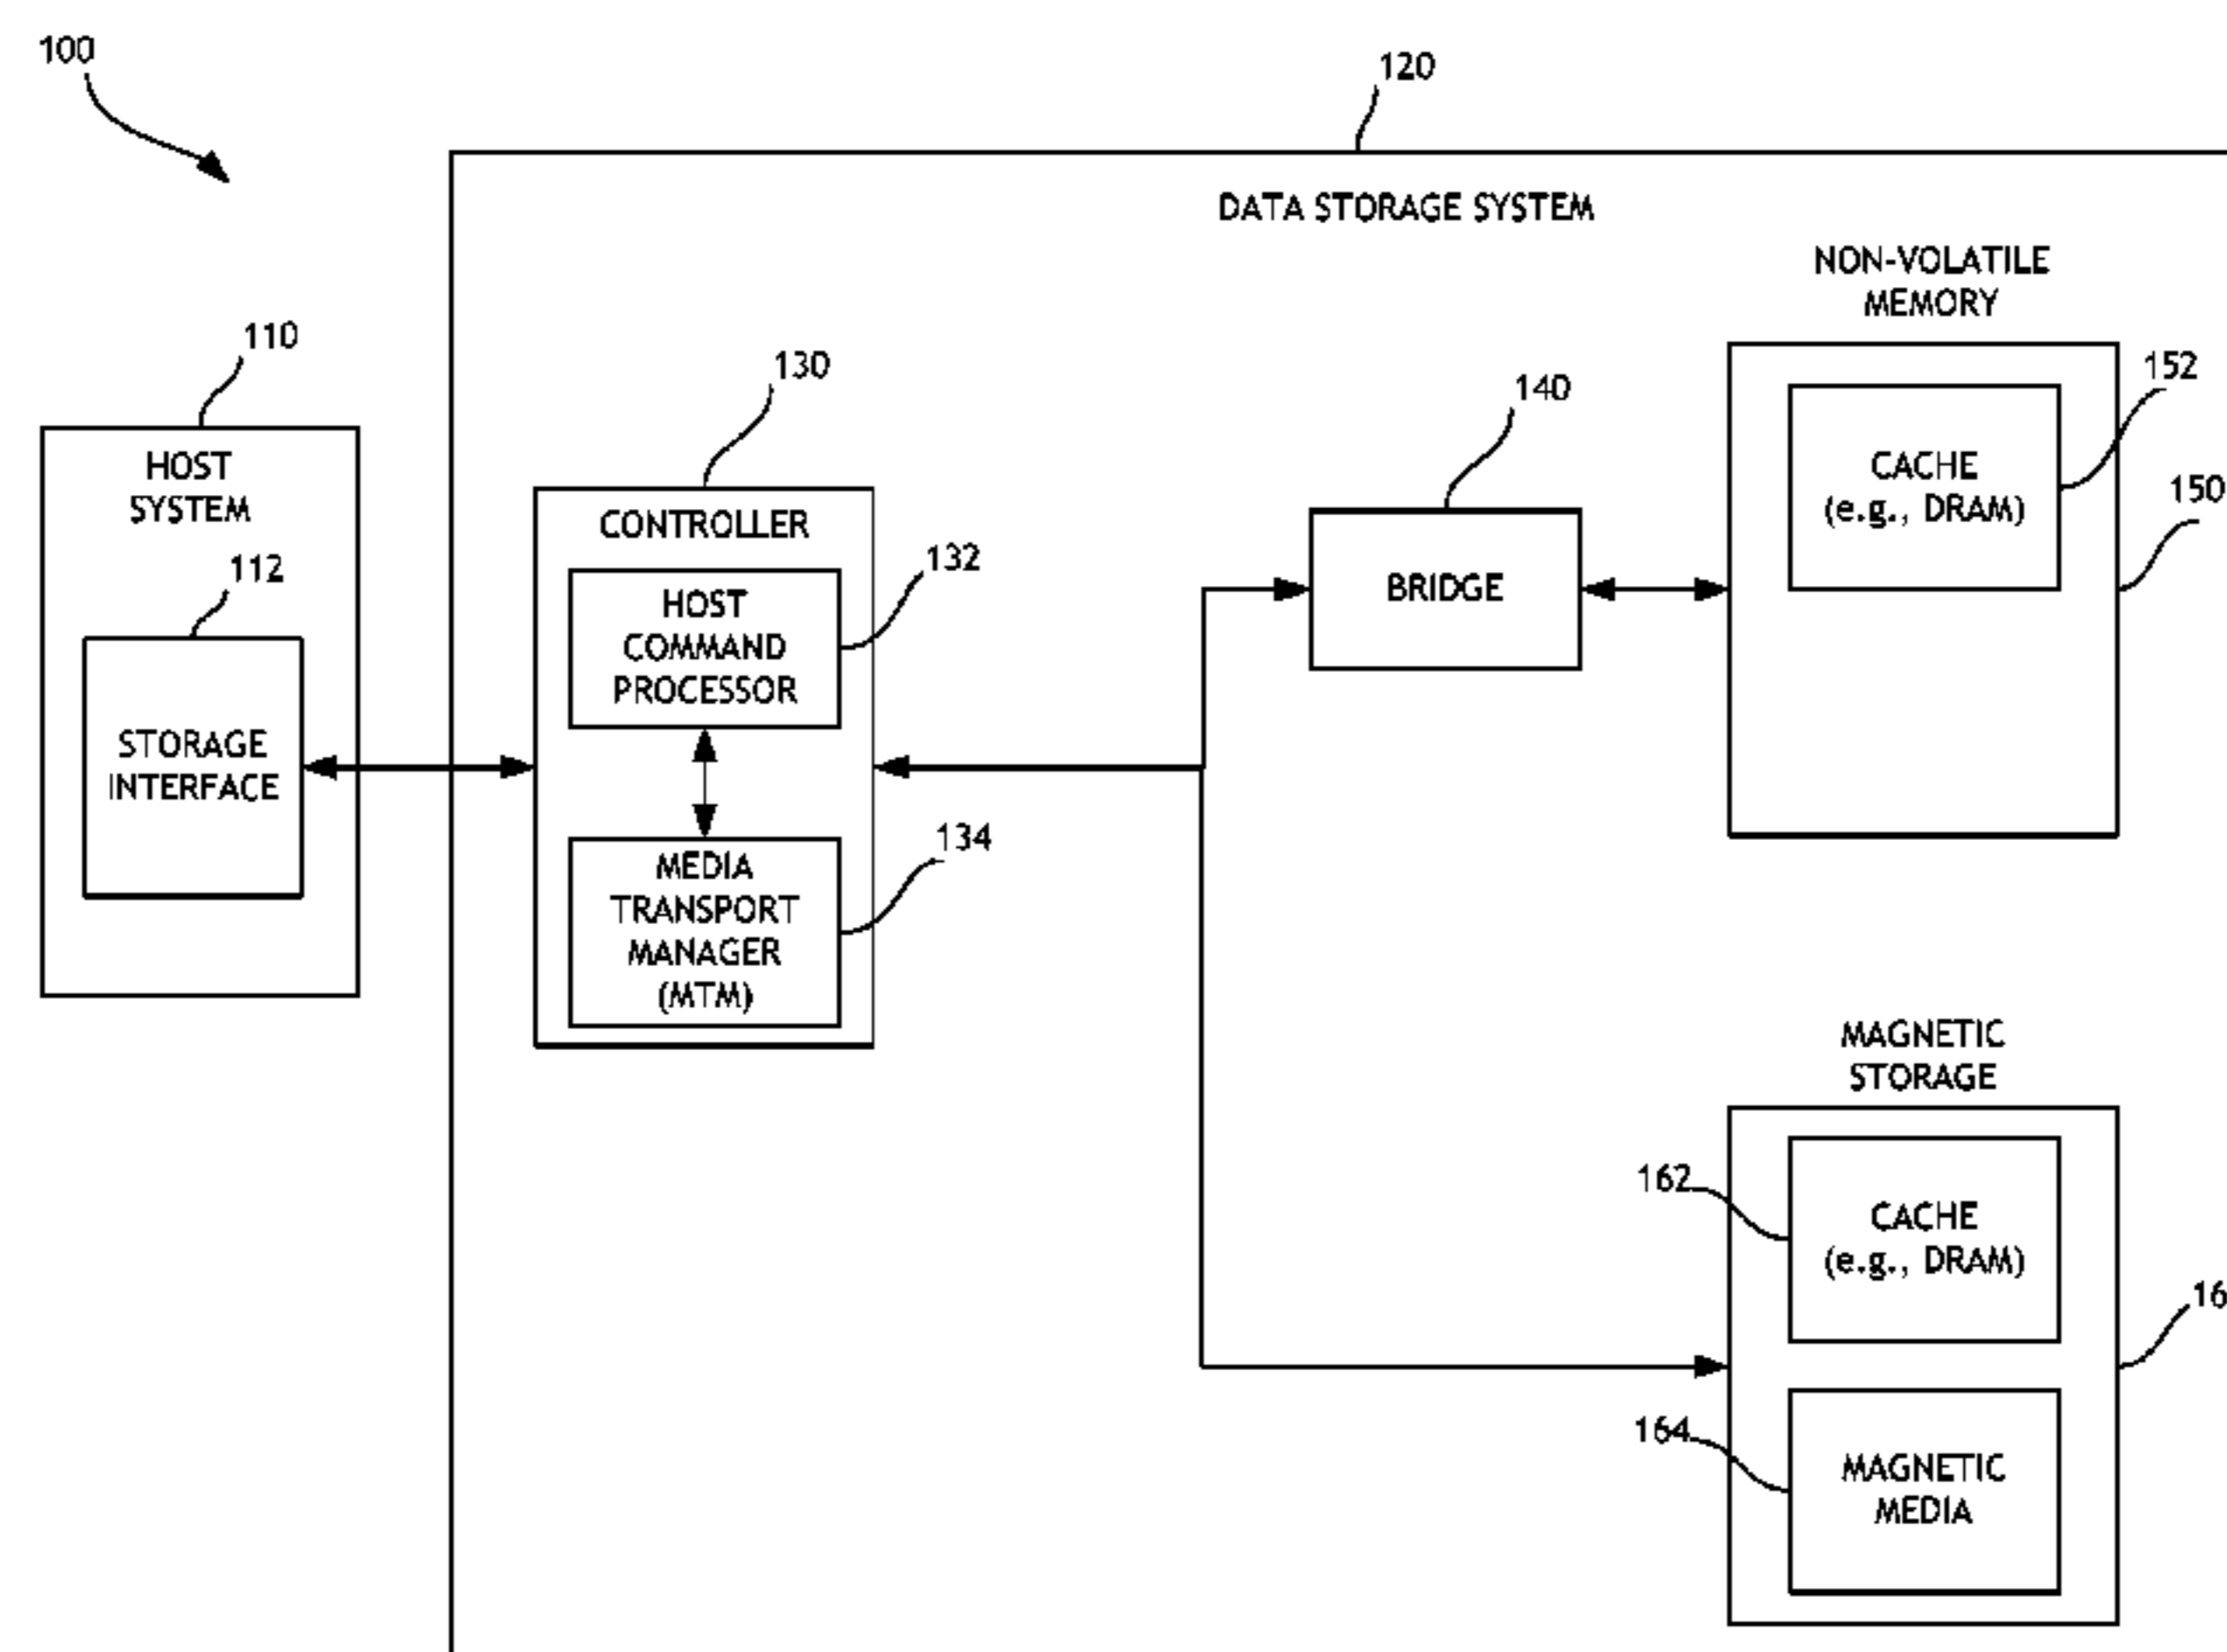 100
120
DATA STORAGE SYSTEM
NON-VOLATILE
MEMORY
110
130
140
152
HOST
SYSTEM
CACHE
(e.g., DRAM)
150
CONTROLLER
112
132
BRIDGE
HOST
COMMAND
PROCESSOR
STORAGE
INTERFACE
134
MEDIA
TRANSPORT
MANAGER
(MTM)
MAGNETIC
STORAGE
162
CACHE
(e.g., DRAM)
16
164
MAGNETIC
MEDIA